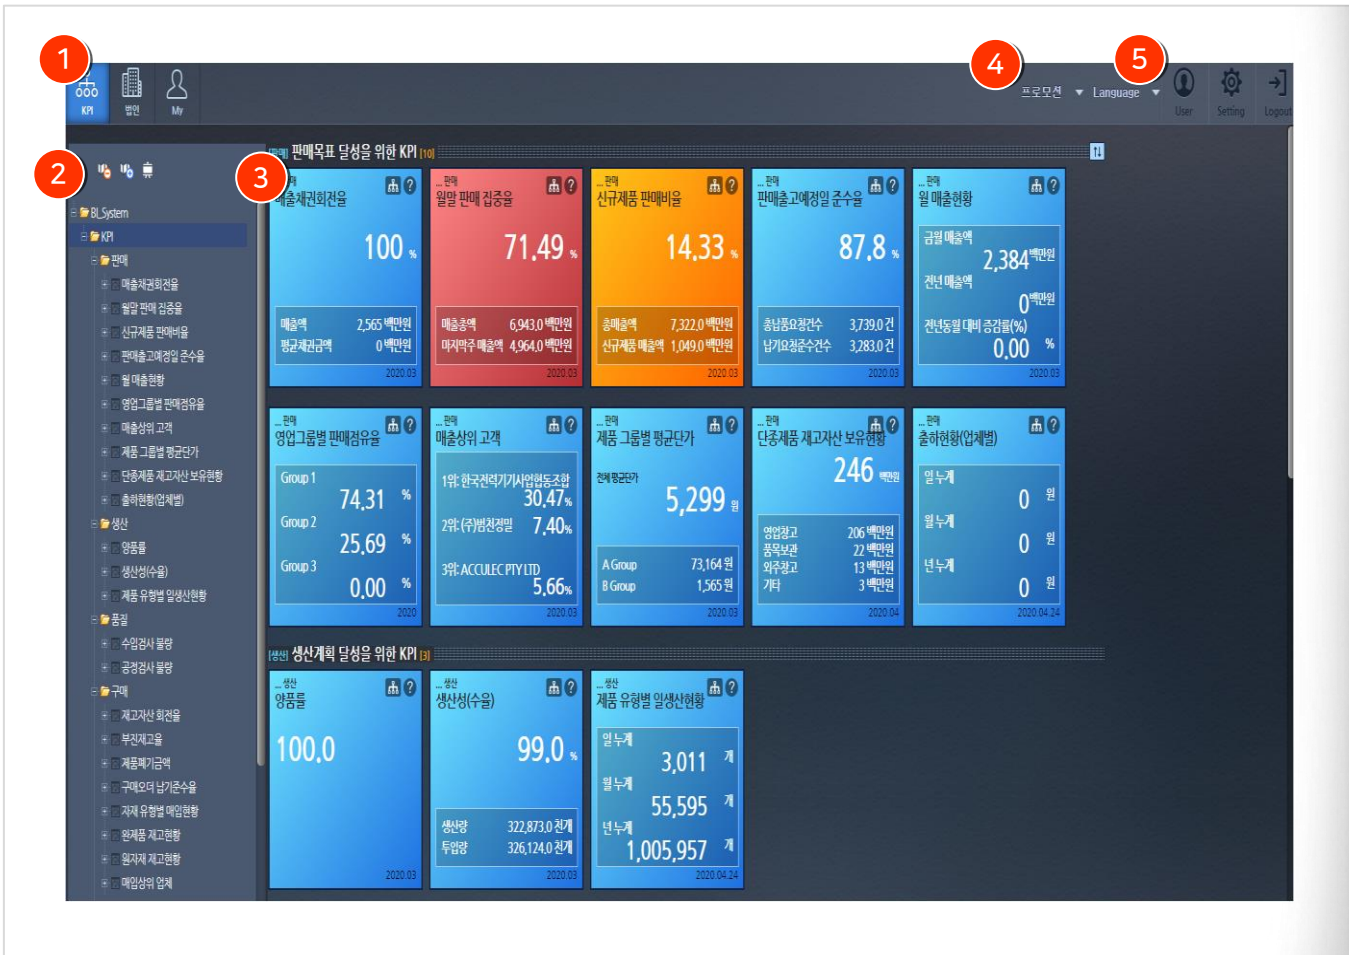 1
4
5
KPI
법인
My
프로모션
Language
User
Setting
Logout
2
3
BI_System
KPI
판매
매출채권회전율
월말 판매 집중율
신규제품 판매비율
판매출고예정일 준수율
월 매출현황
영업그룹별 판매점유율
매출상위 고객
제품 그룹별 평균단가
단종제품 재고자산 보유현황
출하현황(업체별)
생산
양품률
생산성(수율)
제품 유형별 일생산현황
품질
수입검사 불량
공정검사 불량
구매
재고자산 회전율
부진재고율
제품폐기금액
구매오더 납기준수율
자재 유형별 매입현황
완제품 재고현황
원자재 재고현황
매입상위 업체
[판매] 판매목표 달성을 위한 KPI [10]
매출채권회전율
100 %
매출액 2,565 백만원
평균채권금액 0 백만원
2020.03
... 판매
월말 판매 집중율
71.49 %
매출총액 6,943.0 백만원
마지막주 매출액 4,964.0 백만원
2020.03
... 판매
신규제품 판매비율
14.33 %
총매출액 7,322.0 백만원
신규제품 매출액 1,049.0 백만원
2020.03
... 판매
판매출고예정일 준수율
87.8 %
총납품요청건수 3,739.0 건
납기요청준수건수 3,283.0 건
2020.03
... 판매
월 매출현황
금월 매출액
2,384 백만원
전년 매출액
0 백만원
전년동월 대비 증감률(%)
0.00 %
2020.03
... 판매
영업그룹별 판매점유율
Group 1
74.31 %
Group 2
25.69 %
Group 3
0.00 %
2020
... 판매
매출상위 고객
1위: 한국전력기기사업협동조합
30.47%
2위: (주)범천정밀 7.40%
3위: ACCULEC PTY LTD
5.66%
2020.03
... 판매
제품 그룹별 평균단가
전체 평균단가
5,299 원
A Group 73,164 원
B Group 1,565 원
2020.03
... 판매
단종제품 재고자산 보유현황
246 백만원
영업창고 206 백만원
품목보관 22 백만원
외주창고 13 백만원
기타 3 백만원
2020.04
... 판매
출하현황(업체별)
일 누계
0 원
월 누계
0 원
년 누계
0 원
2020.04.24
[생산] 생산계획 달성을 위한 KPI [3]
... 생산
양품률
100.0
2020.03
... 생산
생산성(수율)
99.0 %
생산량 322,873.0 천개
투입량 326,124.0 천개
2020.03
... 생산
제품 유형별 일생산현황
일 누계
3,011 개
월 누계
55,595 개
년 누계
1,005,957 개
2020.04.24